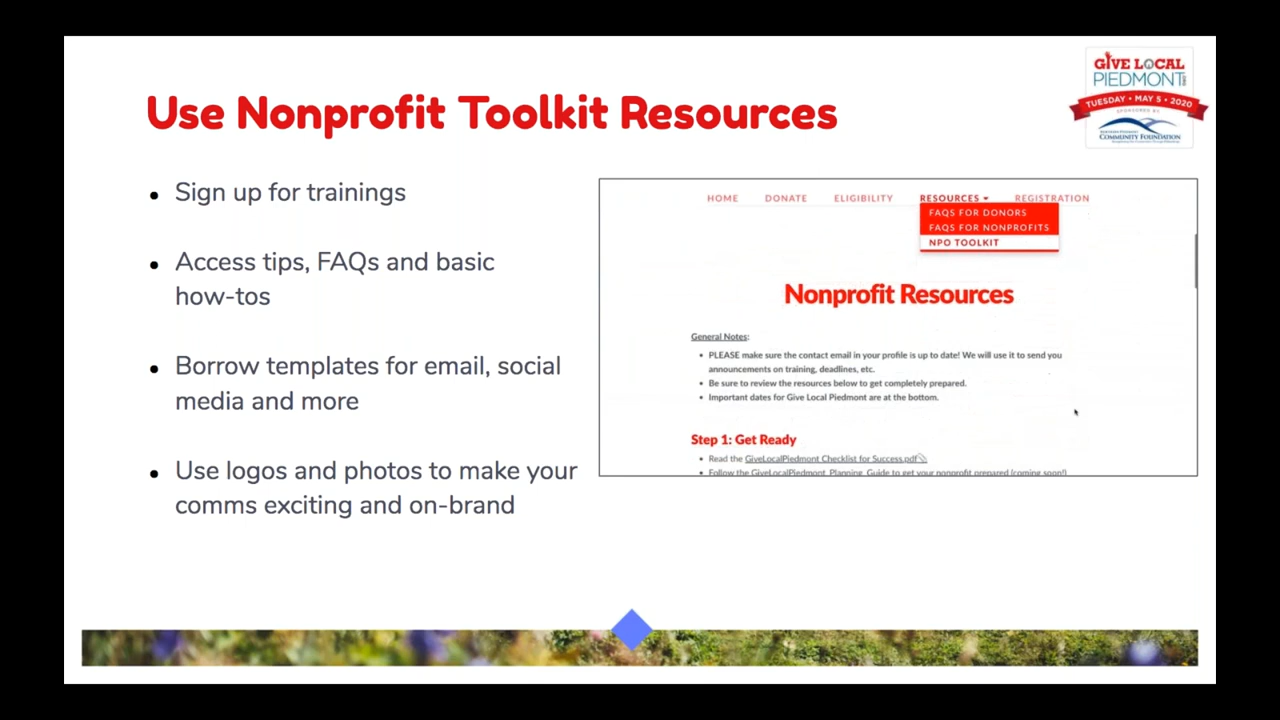 Use Nonprofit Toolkit Resources
GIVE LOCAL
PIEDMONT
TUESDAY • MAY 5 • 2020
SPONSORED BY
NORTHERN PIEDMONT
COMMUNITY FOUNDATION
• Sign up for trainings
• Access tips, FAQs and basic
how-tos
• Borrow templates for email, social
media and more
• Use logos and photos to make your
comms exciting and on-brand
HOME DONATE ELIGIBILITY RESOURCES REGISTRATION
FAQS FOR DONORS
FAQS FOR NONPROFITS
NPO TOOLKIT
Nonprofit Resources
General Notes:
• PLEASE make sure the contact email in your profile is up to date! We will use it to send you
announcements on training, deadlines, etc.
• Be sure to review the resources below to get completely prepared.
• Important dates for Give Local Piedmont are at the bottom.
Step 1: Get Ready
• Read the GiveLocalPiedmont Checklist for Success.pdf
• Follow the GiveLocalPiedmont Planning Guide to get your nonprofit prepared (coming soon!)